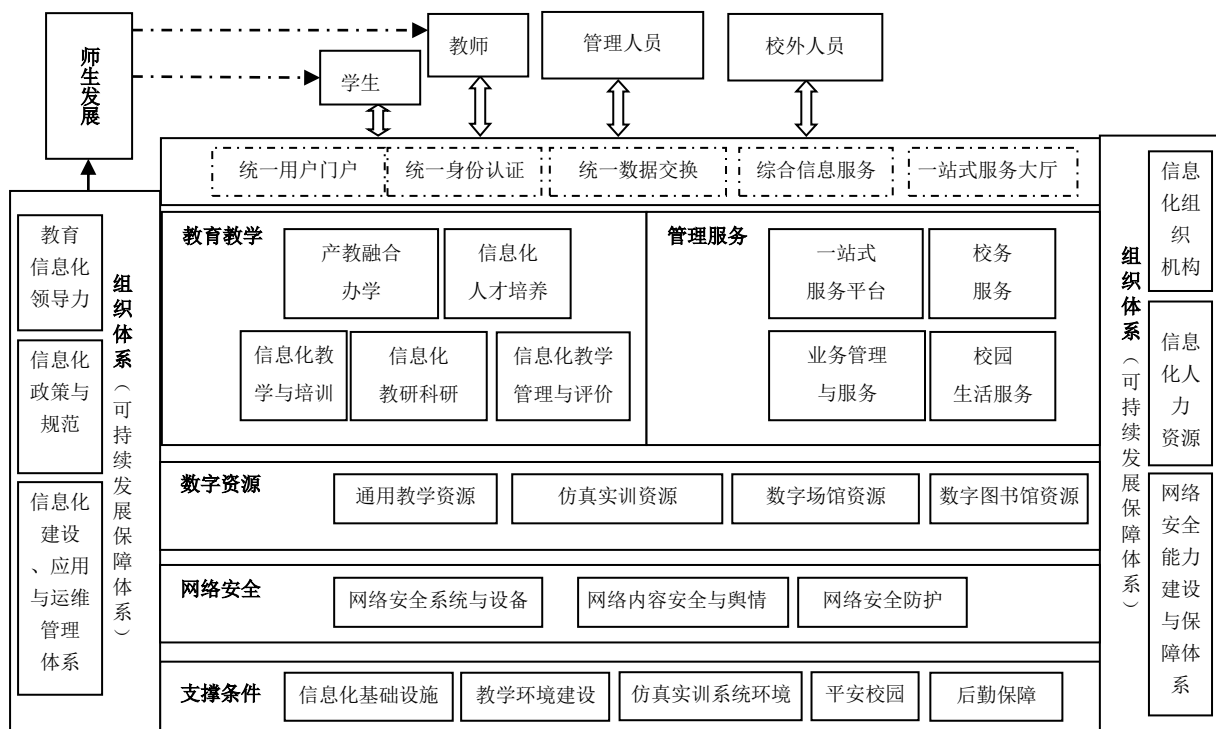 师生发展
教师
管理人员
校外人员
学生
统一用户门户
统一身份认证
统一数据交换
综合信息服务
一站式服务大厅
教育
信息化
领导力
信息化
政策与
规范
信息化
建设
、应用
与运维
管理
体系
组织体系（可持续发展保障体系）
教育教学
产教融合
办学
信息化
人才培养
信息化教
学与培训
信息化
教研科研
信息化教学
管理与评价
管理服务
一站式
服务平台
校务
服务
业务管理
与服务
校园
生活服务
数字资源
通用教学资源
仿真实训资源
数字场馆资源
数字图书馆资源
网络安全
网络安全系统与设备
网络内容安全与舆情
网络安全防护
支撑条件
信息化基础设施
教学环境建设
仿真实训系统环境
平安校园
后勤保障
组织体系（可持续发展保障体系）
信息
化组
织
机构
信息
化人
力
资源
网络
安全
能力
建设
与保
障体
系